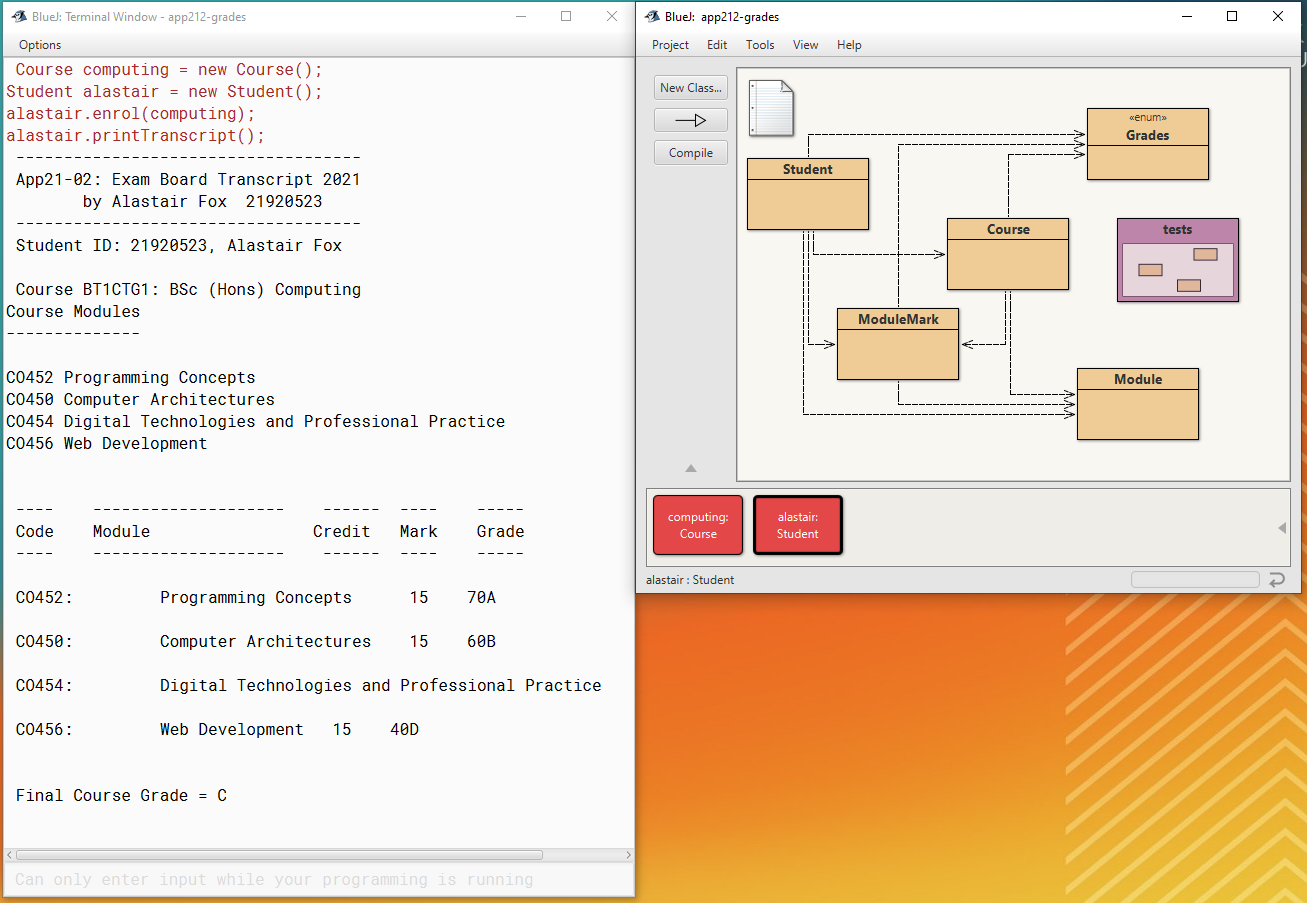 BlueJ: Terminal Window - app212-grades
Options
Course computing = new Course();
Student alastair = new Student();
alastair.enrol(computing);
alastair.printTranscript();
------------------------------------
App21-02: Exam Board Transcript 2021
by Alastair Fox  21920523
------------------------------------
Student ID: 21920523, Alastair Fox
Course BT1CTG1: BSc (Hons) Computing
Course Modules
--------------
CO452 Programming Concepts
CO450 Computer Architectures
CO454 Digital Technologies and Professional Practice
CO456 Web Development
----    --------------------    ------  ----    -----
Code    Module                 Credit   Mark    Grade
----    --------------------    ------  ----    -----
CO452:         Programming Concepts      15    70A
CO450:         Computer Architectures    15    60B
CO454:         Digital Technologies and Professional Practice
CO456:         Web Development   15    40D
Final Course Grade = C
Can only enter input while your programming is running
BlueJ:  app212-grades
Project Edit Tools View Help
New Class...
Compile
Student
«enum»
Grades
Course
tests
ModuleMark
Module
computing:
Course
alastair:
Student
alastair : Student